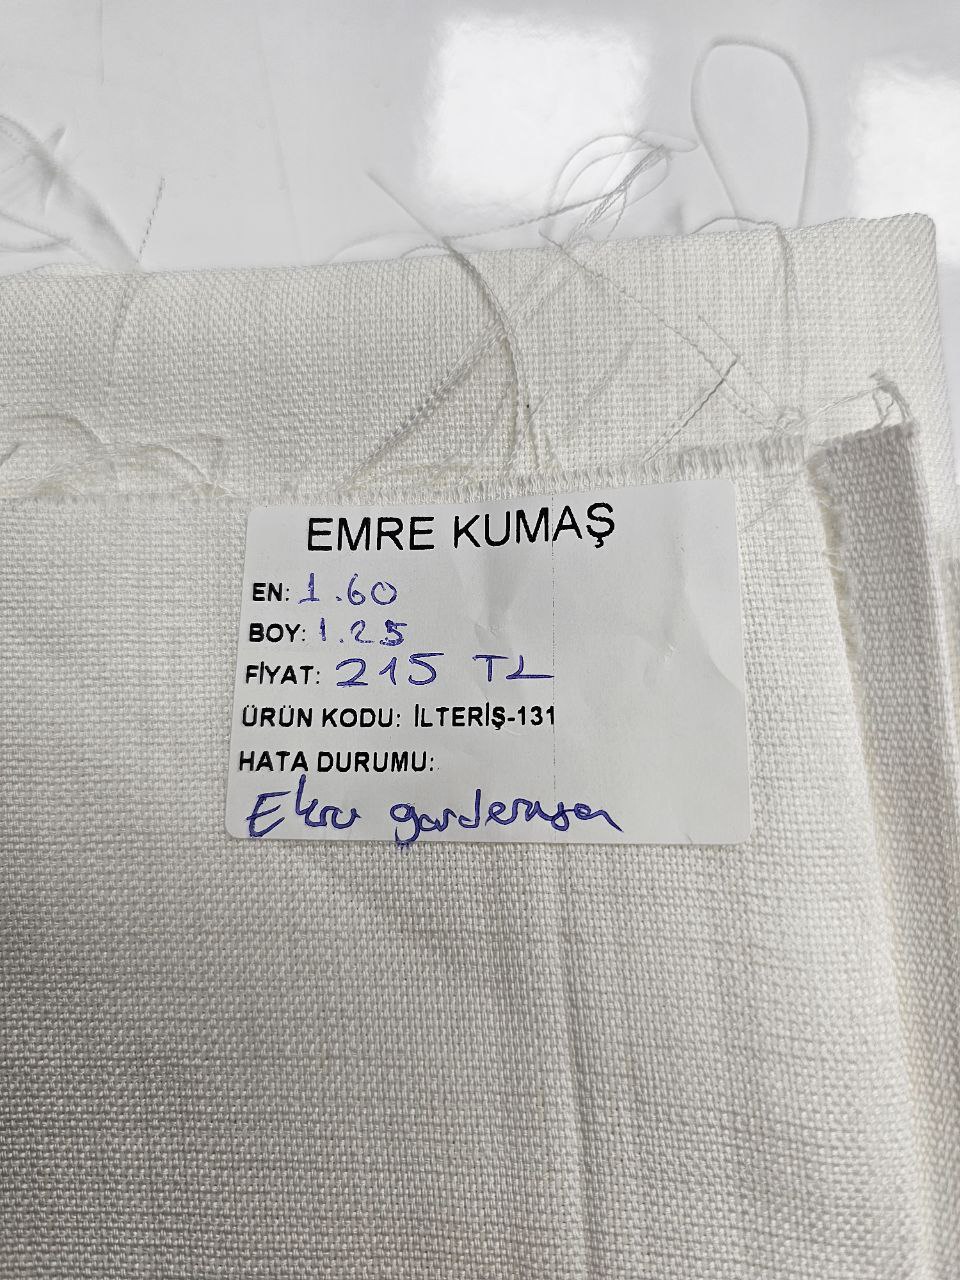 EMRE KUMAŞ
EN: 1.60
BOY: 1.25
FİYAT: 215 TL
ÜRÜN KODU: İLTERİŞ-131
HATA DURUMU:
Ekru